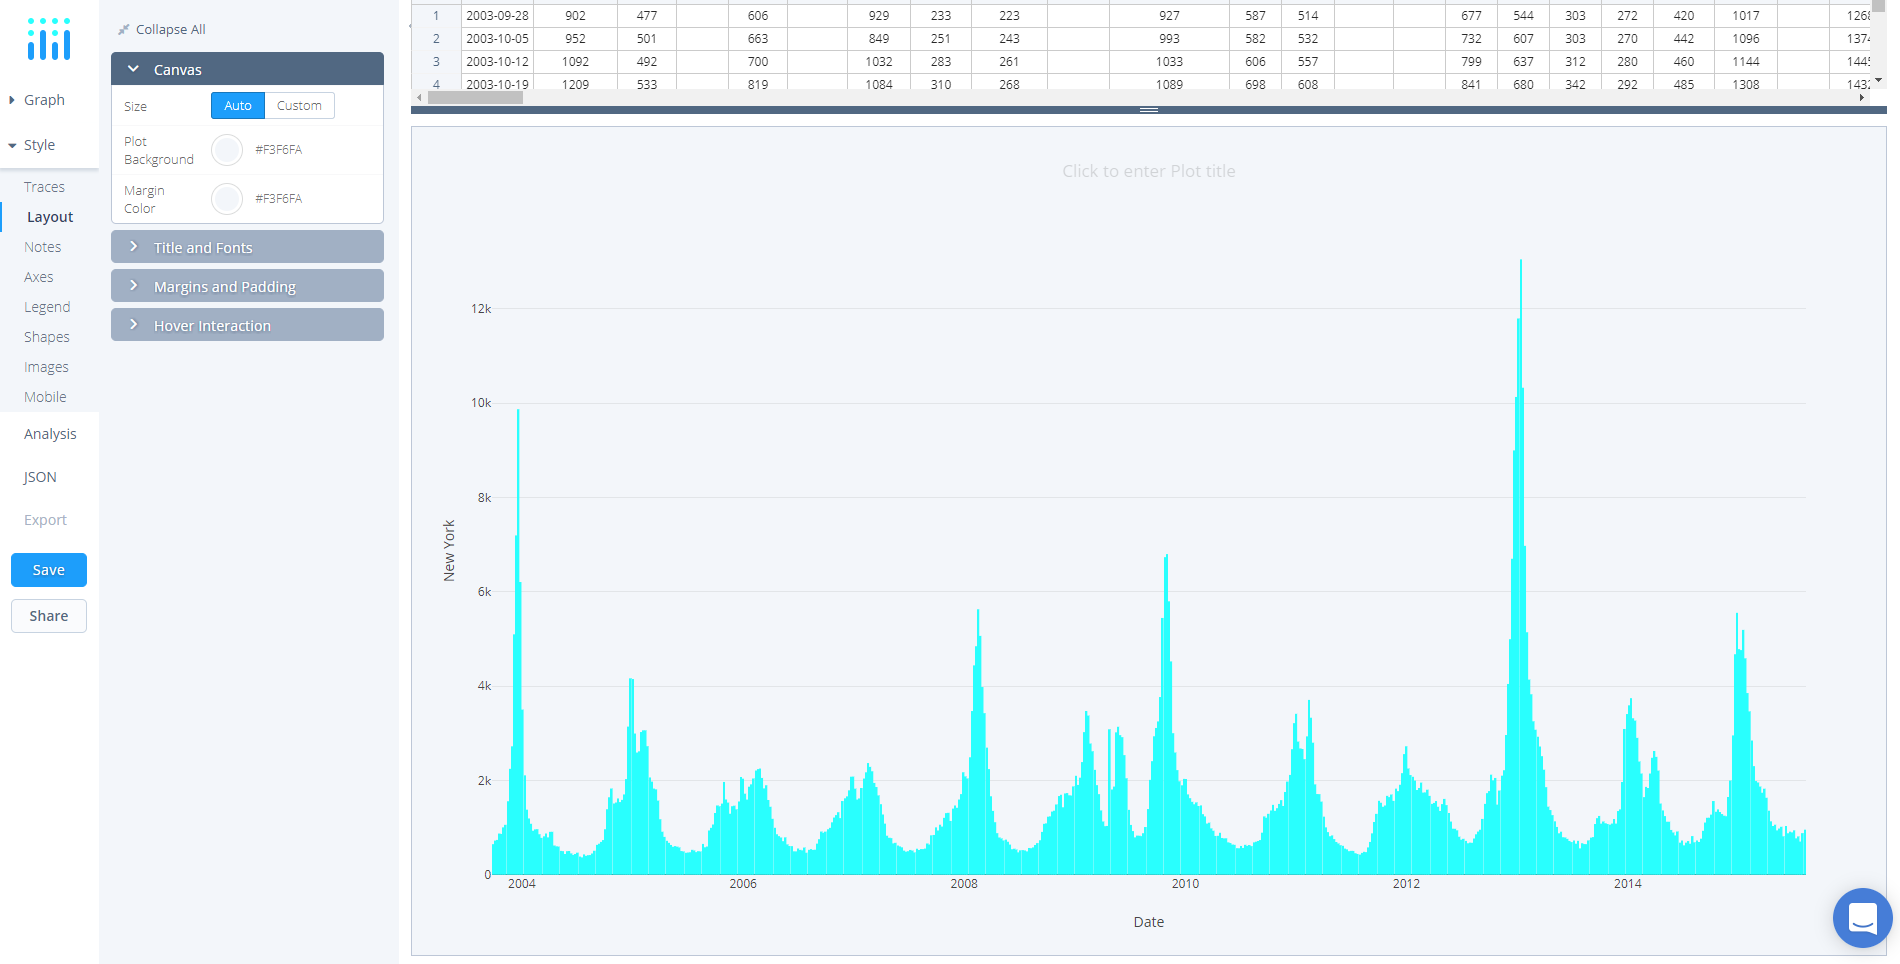 Graph
Style
Traces
Layout
Notes
Axes
Legend
Shapes
Images
Mobile
Analysis
JSON
Export
Save
Share
Collapse All
Canvas
Size Auto Custom
Plot
Background #F3F6FA
Margin
Color #F3F6FA
Title and Fonts
Margins and Padding
Hover Interaction
1 2003-09-28 902 477 606 929 233 223 927 587 514 677 544 303 272 420 1017 1268
2 2003-10-05 952 501 663 849 251 243 993 582 532 732 607 303 270 442 1096 1374
3 2003-10-12 1092 492 700 1032 283 261 1033 606 557 799 637 312 280 460 1144 1445
4 2003-10-19 1209 533 819 1084 310 268 1089 698 608 841 680 342 292 485 1308 1432
Click to enter Plot title
12k
10k
8k
6k
4k
2k
0
New York
2004 2006 2008 2010 2012 2014
Date